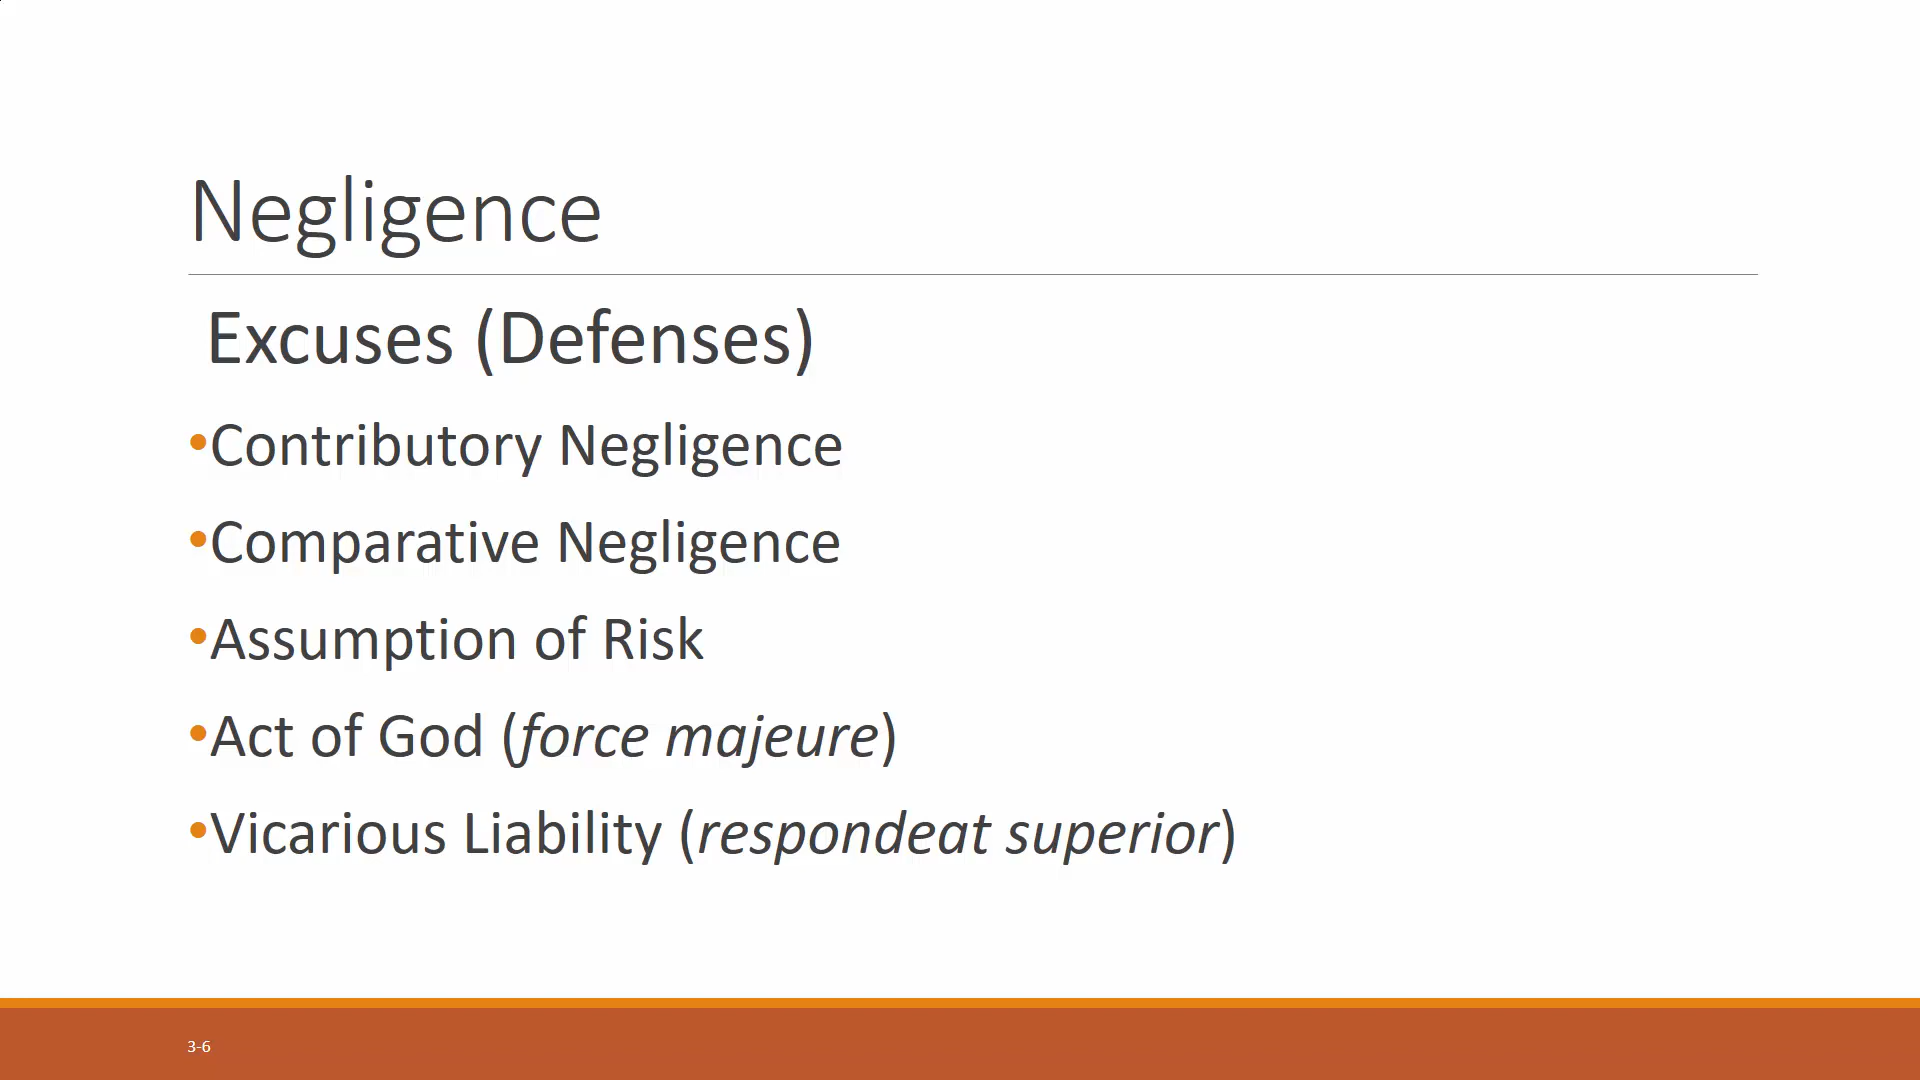 Negligence
Excuses (Defenses)
•Contributory Negligence
•Comparative Negligence
•Assumption of Risk
•Act of God (force majeure)
•Vicarious Liability (respondeat superior)
3-6